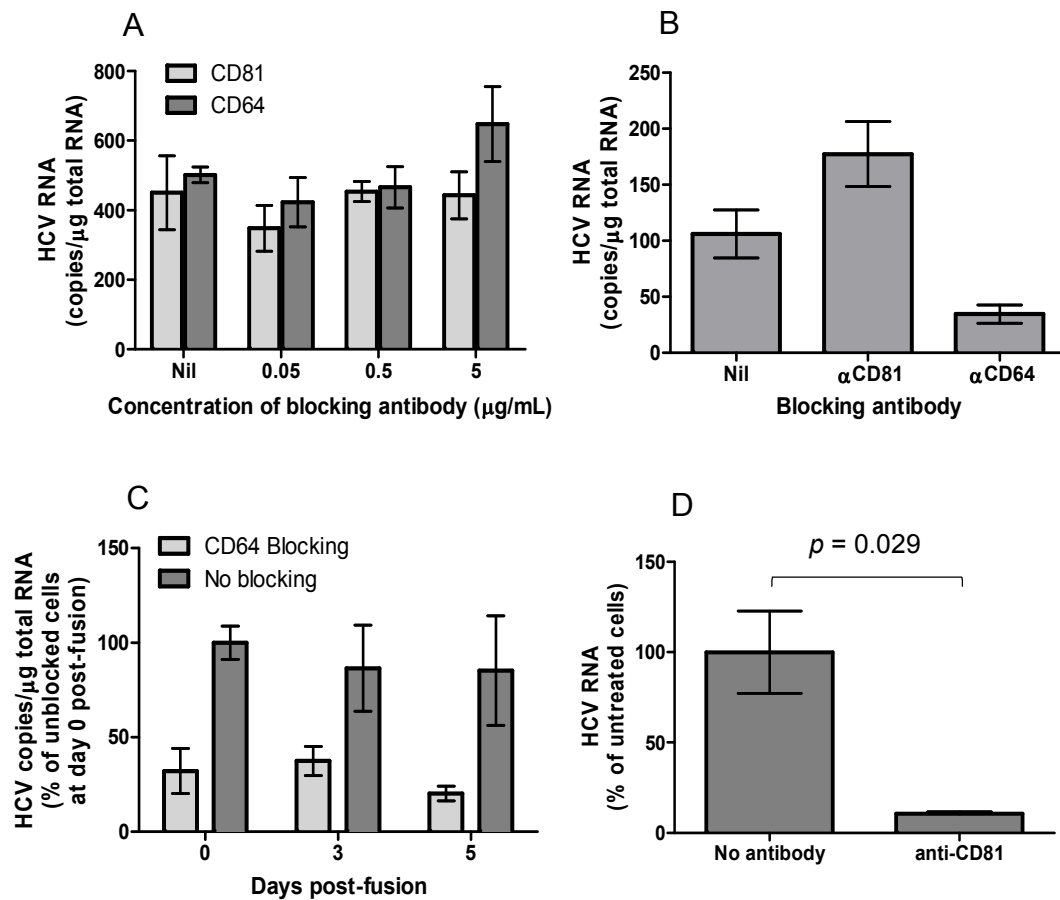 A
CD81
CD64
HCV RNA
(copies/μg total RNA)
800
600
400
200
0
Nil
0.05
0.5
5
Concentration of blocking antibody (μg/mL)
B
HCV RNA
(copies/μg total RNA)
250
200
150
100
50
0
Nil
αCD81
αCD64
Blocking antibody
C
CD64 Blocking
No blocking
HCV copies/μg total RNA
(% of unblocked cells
at day 0 post-fusion)
150
100
50
0
0
3
5
Days post-fusion
D
p = 0.029
HCV RNA
(% of untreated cells)
150
100
50
0
No antibody
anti-CD81